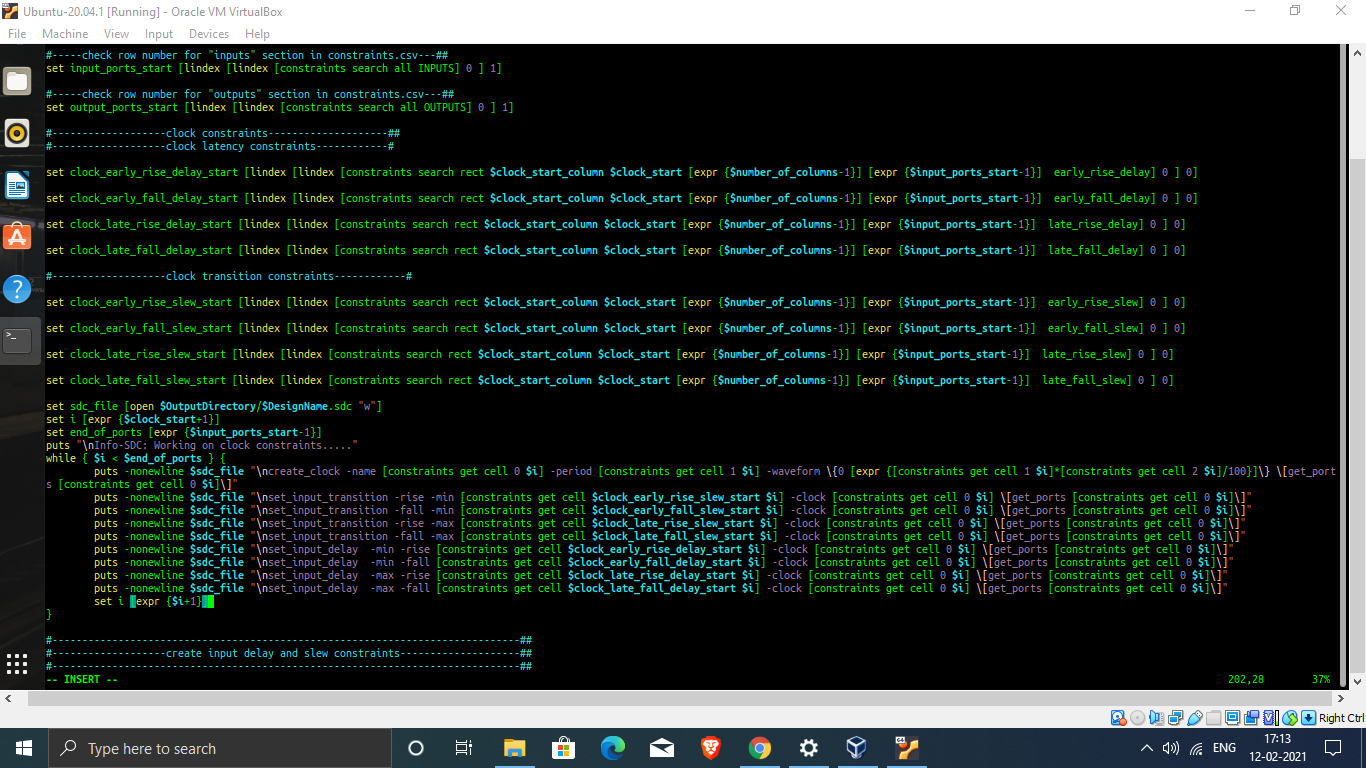 Ubuntu-20.04.1 [Running] - Oracle VM VirtualBox
File Machine View Input Devices Help
#-----check row number for "inputs" section in constraints.csv---##
set input_ports_start [lindex [lindex [constraints search all INPUTS] 0 ] 1]
#-----check row number for "outputs" section in constraints.csv---##
set output_ports_start [lindex [lindex [constraints search all OUTPUTS] 0 ] 1]
#-------------------clock constraints--------------------##
#-------------------clock latency constraints------------#
set clock_early_rise_delay_start [lindex [lindex [constraints search rect $clock_start_column $clock_start [expr {$number_of_columns-1}] [expr {$input_ports_start-1}]  early_rise_delay] 0 ] 0]
set clock_early_fall_delay_start [lindex [lindex [constraints search rect $clock_start_column $clock_start [expr {$number_of_columns-1}] [expr {$input_ports_start-1}]  early_fall_delay] 0 ] 0]
set clock_late_rise_delay_start [lindex [lindex [constraints search rect $clock_start_column $clock_start [expr {$number_of_columns-1}] [expr {$input_ports_start-1}]  late_rise_delay] 0 ] 0]
set clock_late_fall_delay_start [lindex [lindex [constraints search rect $clock_start_column $clock_start [expr {$number_of_columns-1}] [expr {$input_ports_start-1}]  late_fall_delay] 0 ] 0]
#-------------------clock transition constraints------------#
set clock_early_rise_slew_start [lindex [lindex [constraints search rect $clock_start_column $clock_start [expr {$number_of_columns-1}] [expr {$input_ports_start-1}]  early_rise_slew] 0 ] 0]
set clock_early_fall_slew_start [lindex [lindex [constraints search rect $clock_start_column $clock_start [expr {$number_of_columns-1}] [expr {$input_ports_start-1}]  early_fall_slew] 0 ] 0]
set clock_late_rise_slew_start [lindex [lindex [constraints search rect $clock_start_column $clock_start [expr {$number_of_columns-1}] [expr {$input_ports_start-1}]  late_rise_slew] 0 ] 0]
set clock_late_fall_slew_start [lindex [lindex [constraints search rect $clock_start_column $clock_start [expr {$number_of_columns-1}] [expr {$input_ports_start-1}]  late_fall_slew] 0 ] 0]
set sdc_file [open $OutputDirectory/$DesignName.sdc "w"]
set i [expr {$clock_start+1}]
set end_of_ports [expr {$input_ports_start-1}]
puts "\nInfo-SDC: Working on clock constraints....."
while { $i < $end_of_ports } {
puts -nonewline $sdc_file "\ncreate_clock -name [constraints get cell 0 $i] -period [constraints get cell 1 $i] -waveform \{0 [expr {[constraints get cell 1 $i]*[constraints get cell 2 $i]/100}]\} \[get_port
s [constraints get cell 0 $i]\]"
puts -nonewline $sdc_file "\nset_input_transition -rise -min [constraints get cell $clock_early_rise_slew_start $i] -clock [constraints get cell 0 $i] \[get_ports [constraints get cell 0 $i]\]"
puts -nonewline $sdc_file "\nset_input_transition -fall -min [constraints get cell $clock_early_fall_slew_start $i] -clock [constraints get cell 0 $i] \[get_ports [constraints get cell 0 $i]\]"
puts -nonewline $sdc_file "\nset_input_transition -rise -max [constraints get cell $clock_late_rise_slew_start $i] -clock [constraints get cell 0 $i] \[get_ports [constraints get cell 0 $i]\]"
puts -nonewline $sdc_file "\nset_input_transition -fall -max [constraints get cell $clock_late_fall_slew_start $i] -clock [constraints get cell 0 $i] \[get_ports [constraints get cell 0 $i]\]"
puts -nonewline $sdc_file "\nset_input_delay  -min -rise [constraints get cell $clock_early_rise_delay_start $i] -clock [constraints get cell 0 $i] \[get_ports [constraints get cell 0 $i]\]"
puts -nonewline $sdc_file "\nset_input_delay  -min -fall [constraints get cell $clock_early_fall_delay_start $i] -clock [constraints get cell 0 $i] \[get_ports [constraints get cell 0 $i]\]"
puts -nonewline $sdc_file "\nset_input_delay  -max -rise [constraints get cell $clock_late_rise_delay_start $i] -clock [constraints get cell 0 $i] \[get_ports [constraints get cell 0 $i]\]"
puts -nonewline $sdc_file "\nset_input_delay  -max -fall [constraints get cell $clock_late_fall_delay_start $i] -clock [constraints get cell 0 $i] \[get_ports [constraints get cell 0 $i]\]"
set i [expr {$i+1}]
}
#------------------------------------------------------------------------------##
#-------------------create input delay and slew constraints--------------------##
#------------------------------------------------------------------------------##
-- INSERT -- 202,28 37%
Right Ctrl
Type here to search
ENG
17:13
12-02-2021